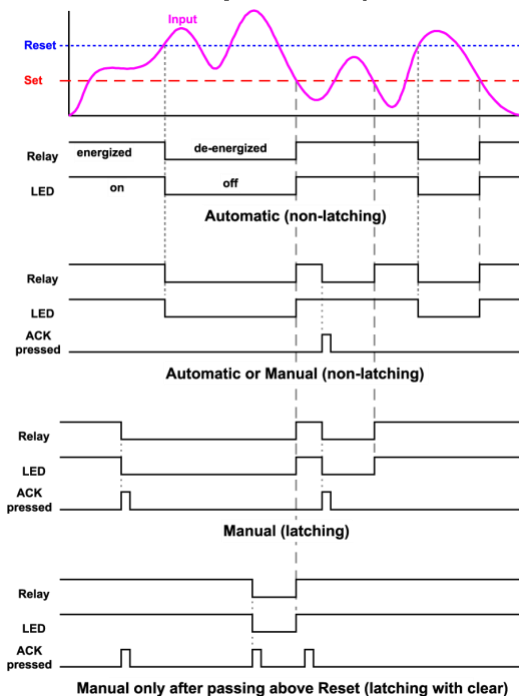 Input
Reset
Set
Relay energized de-energized
LED on off
Automatic (non-latching)
Relay
LED
ACK
pressed
Automatic or Manual (non-latching)
Relay
LED
ACK
pressed
Manual (latching)
Relay
LED
ACK
pressed
Manual only after passing above Reset (latching with clear)